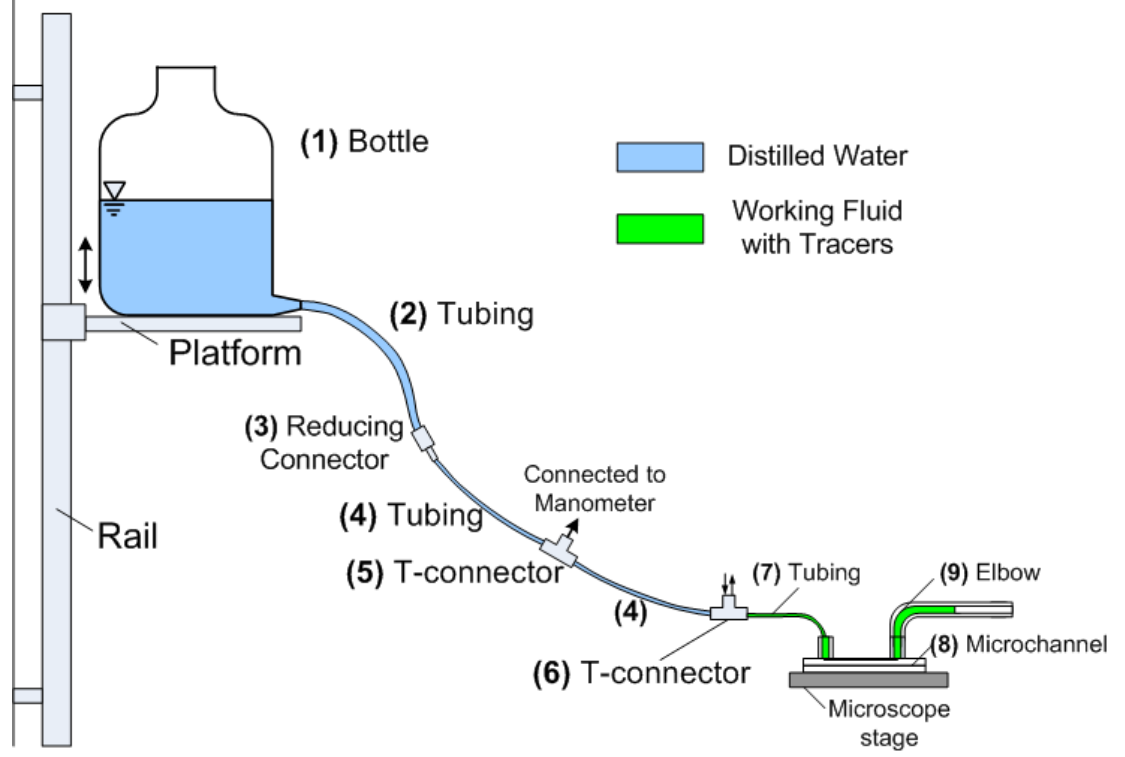 (1) Bottle
Distilled Water
Working Fluid
with Tracers
(2) Tubing
Platform
(3) Reducing
Connector
Connected to
Manometer
(4) Tubing
Rail
(5) T-connector
(7) Tubing
(9) Elbow
(4)
(8) Microchannel
(6) T-connector
Microscope
stage